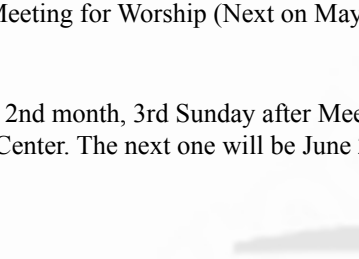 Meeting for Worship (Next on May
2nd month, 3rd Sunday after Mee
Center. The next one will be June